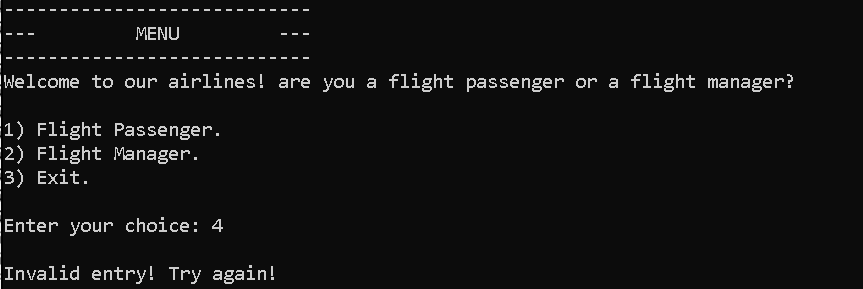 ----------------------------
---         MENU         ---
----------------------------
Welcome to our airlines! are you a flight passenger or a flight manager?
1) Flight Passenger.
2) Flight Manager.
3) Exit.
Enter your choice: 4
Invalid entry! Try again!